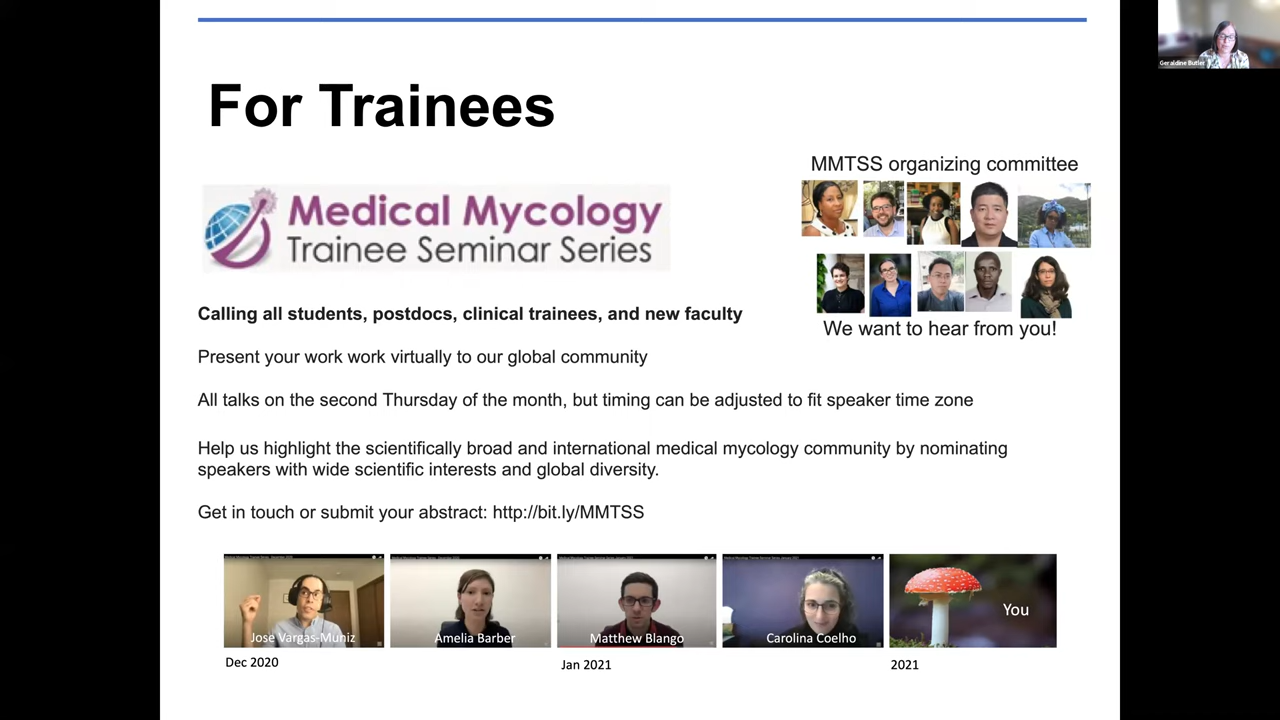 For Trainees
MMTSS organizing committee
Medical Mycology
Trainee Seminar Series
We want to hear from you!
Calling all students, postdocs, clinical trainees, and new faculty
Present your work work virtually to our global community
All talks on the second Thursday of the month, but timing can be adjusted to fit speaker time zone
Help us highlight the scientifically broad and international medical mycology community by nominating
speakers with wide scientific interests and global diversity.
Get in touch or submit your abstract: http://bit.ly/MMTSS
Jose Vargas-Muniz
Amelia Barber
Matthew Blango
Carolina Coelho
You
Dec 2020
Jan 2021
2021
Geraldine Butler